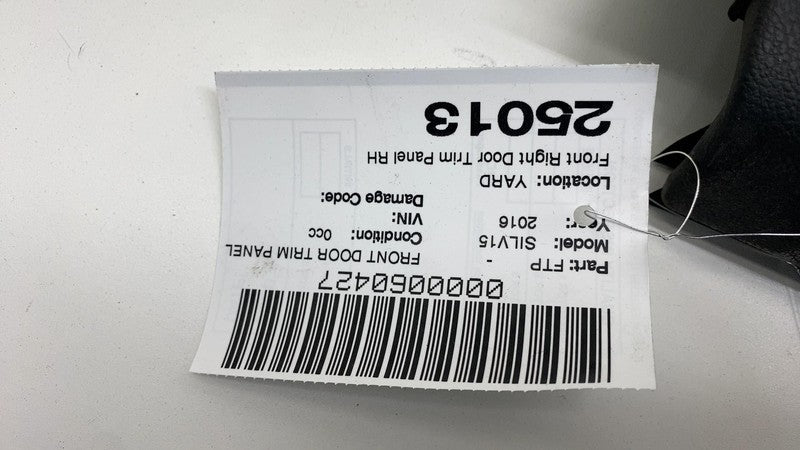 0000060427
Part: FTP - FRONT DOOR TRIM PANEL
Model: SILV15 Condition: 0cc
Year: 2016 VIN:
Damage Code:
Location: YARD
Front Right Door Trim Panel RH
25013